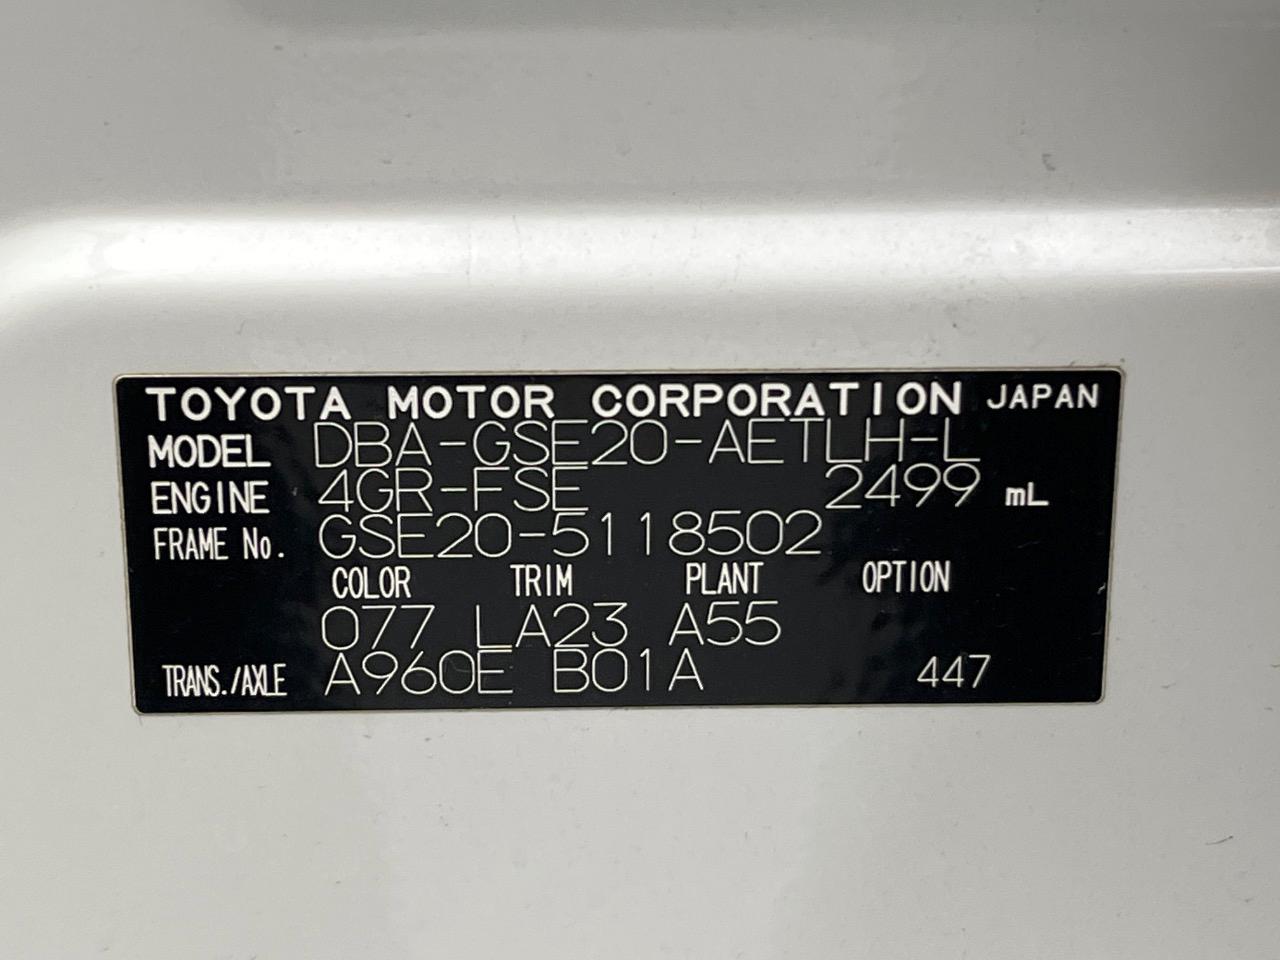 TOYOTA MOTOR CORPORATION JAPAN
MODEL DBA-GSE20-AETLH-L
ENGINE 4GR-FSE 2499 mL
FRAME No. GSE20-5118502
COLOR TRIM PLANT OPTION
077 LA23 A55
TRANS./AXLE A960E B01A 447